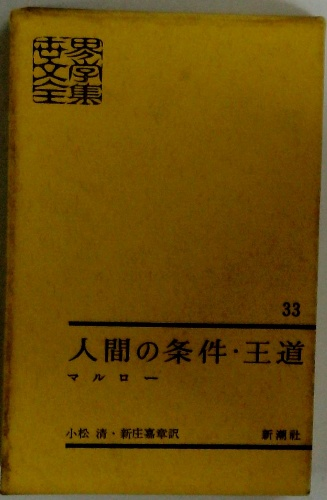 世界文学全集
33
人間の条件・王道
マルロー
小松 清・新庄嘉章訳
新潮社